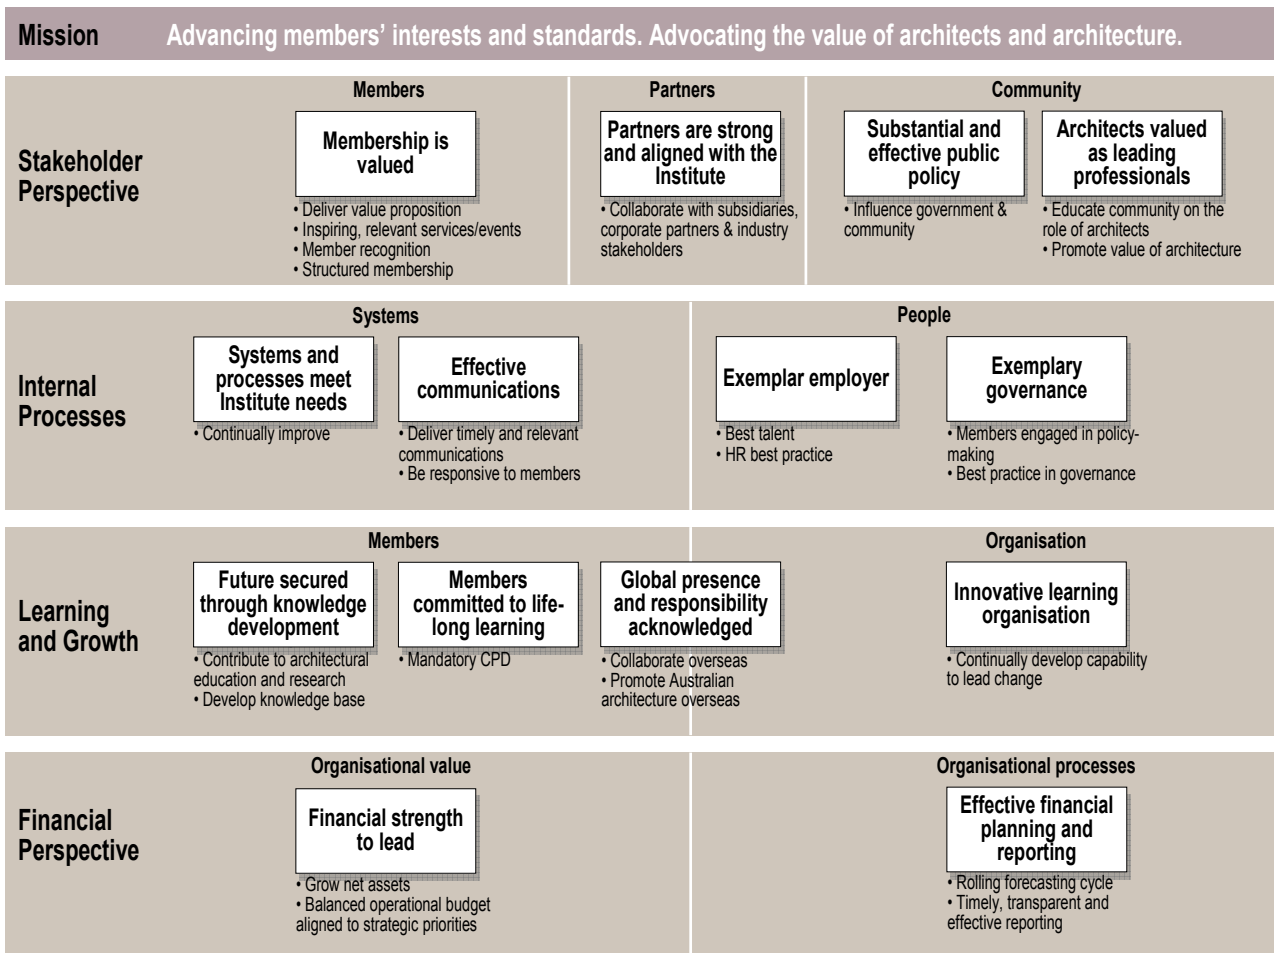 Mission
Advancing members’ interests and standards. Advocating the value of architects and architecture.
Stakeholder
Perspective
Members
Membership is
valued
• Deliver value proposition
• Inspiring, relevant services/events
• Member recognition
• Structured membership
Partners
Partners are strong
and aligned with the
Institute
• Collaborate with subsidiaries,
corporate partners & industry
stakeholders
Community
Substantial and
effective public
policy
• Influence government &
community
Architects valued
as leading
professionals
• Educate community on the
role of architects
• Promote value of architecture
Internal
Processes
Systems
Systems and
processes meet
Institute needs
• Continually improve
Effective
communications
• Deliver timely and relevant
communications
• Be responsive to members
People
Exemplar employer
• Best talent
• HR best practice
Exemplary
governance
• Members engaged in policy-
making
• Best practice in governance
Learning
and Growth
Members
Future secured
through knowledge
development
• Contribute to architectural
education and research
• Develop knowledge base
Members
committed to life-
long learning
• Mandatory CPD
Global presence
and responsibility
acknowledged
• Collaborate overseas
• Promote Australian
architecture overseas
Organisation
Innovative learning
organisation
• Continually develop capability
to lead change
Financial
Perspective
Organisational value
Financial strength
to lead
• Grow net assets
• Balanced operational budget
aligned to strategic priorities
Organisational processes
Effective financial
planning and
reporting
• Rolling forecasting cycle
• Timely, transparent and
effective reporting